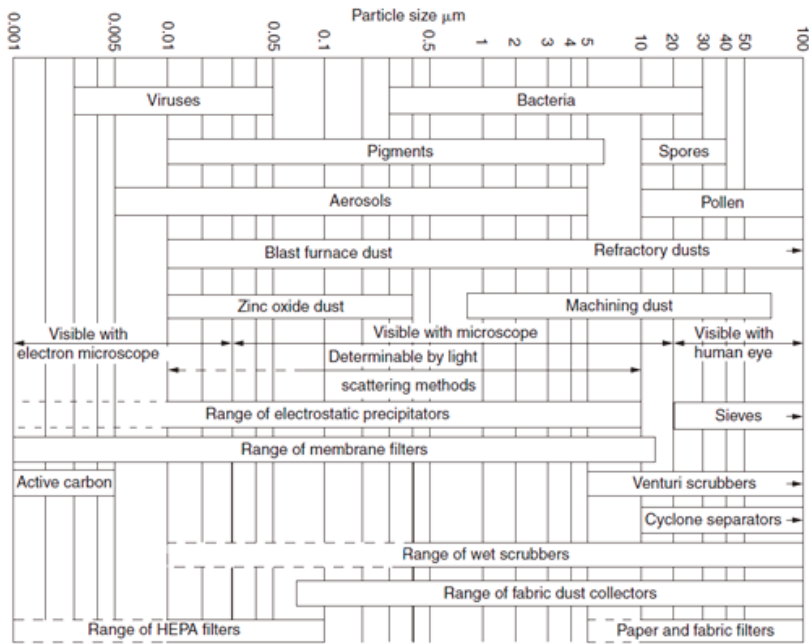 Particle size μm
0.001 0.005 0.01 0.05 0.1 0.5 1 2 3 4 5 10 20 30 40 50 100
Viruses Bacteria
Pigments Spores
Aerosols Pollen
Blast furnace dust Refractory dusts
Zinc oxide dust Machining dust
Visible with
electron microscope
Visible with microscope
Visible with
human eye
Determinable by light
scattering methods
Range of electrostatic precipitators Sieves
Range of membrane filters
Active carbon Venturi scrubbers
Cyclone separators
Range of wet scrubbers
Range of fabric dust collectors
Range of HEPA filters Paper and fabric filters